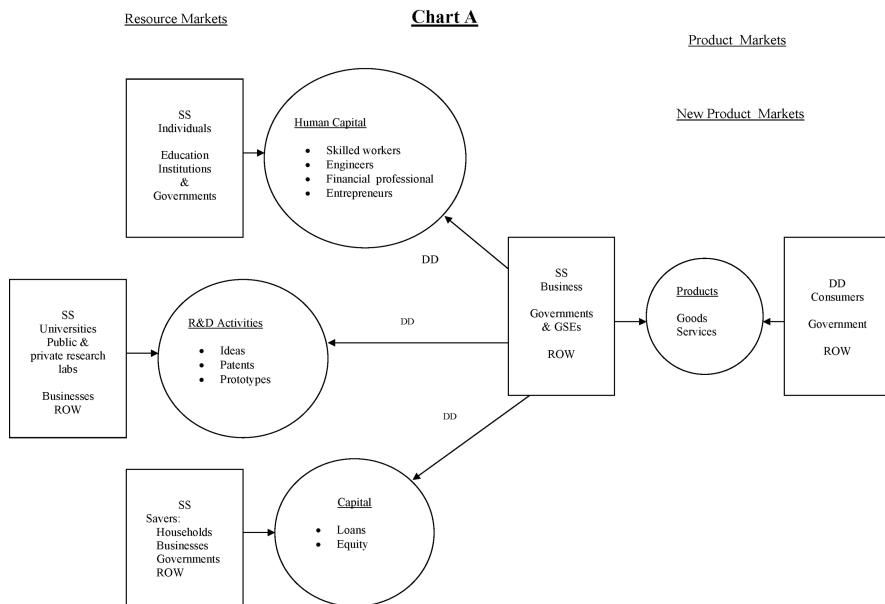 Resource Markets
Chart A
Product Markets
New Product Markets
SS
Individuals
Education
Institutions
&
Governments
Human Capital
• Skilled workers
• Engineers
• Financial professional
• Entrepreneurs
DD
SS
Universities
Public &
private research
labs
Businesses
ROW
R&D Activities
• Ideas
• Patents
• Prototypes
DD
SS
Business
Governments
& GSEs
ROW
Products
Goods
Services
DD
Consumers
Government
ROW
DD
SS
Savers:
Households
Businesses
Governments
ROW
Capital
• Loans
• Equity